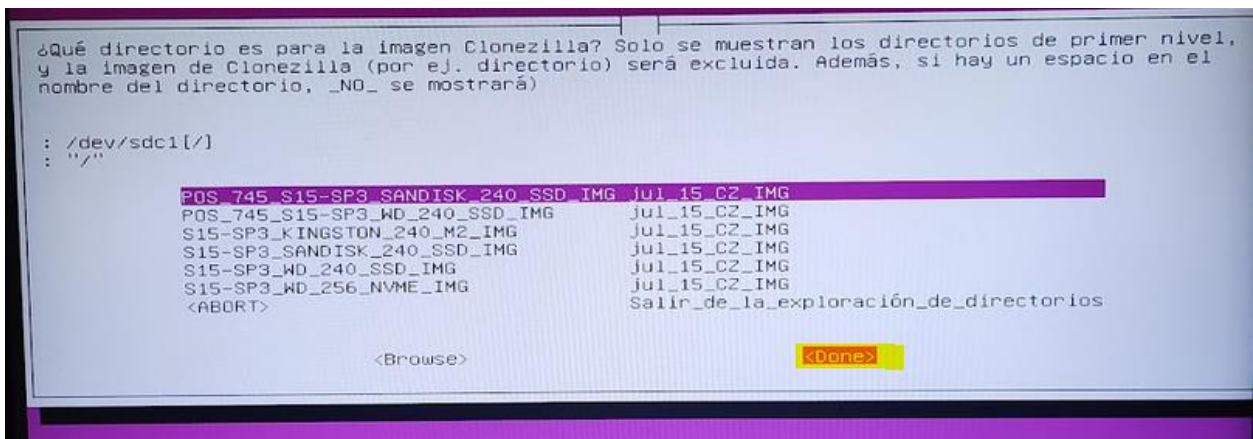 ¿Qué directorio es para la imagen Clonezilla? Solo se muestran los directorios de primer nivel,
y la imagen de Clonezilla (por ej. directorio) será excluida. Además, si hay un espacio en el
nombre del directorio, _NO_ se mostrará)
: /dev/sdc1[/]
: "/"
POS_745_S15-SP3_SANDISK_240_SSD_IMG jul_15_CZ_IMG
POS_745_S15-SP3_WD_240_SSD_IMG jul_15_CZ_IMG
S15-SP3_KINGSTON_240_M2_IMG jul_15_CZ_IMG
S15-SP3_SANDISK_240_SSD_IMG jul_15_CZ_IMG
S15-SP3_WD_240_SSD_IMG jul_15_CZ_IMG
S15-SP3_WD_256_NVME_IMG jul_15_CZ_IMG
<ABORT> Salir_de_la_exploración_de_directorios
<Browse> <Done>